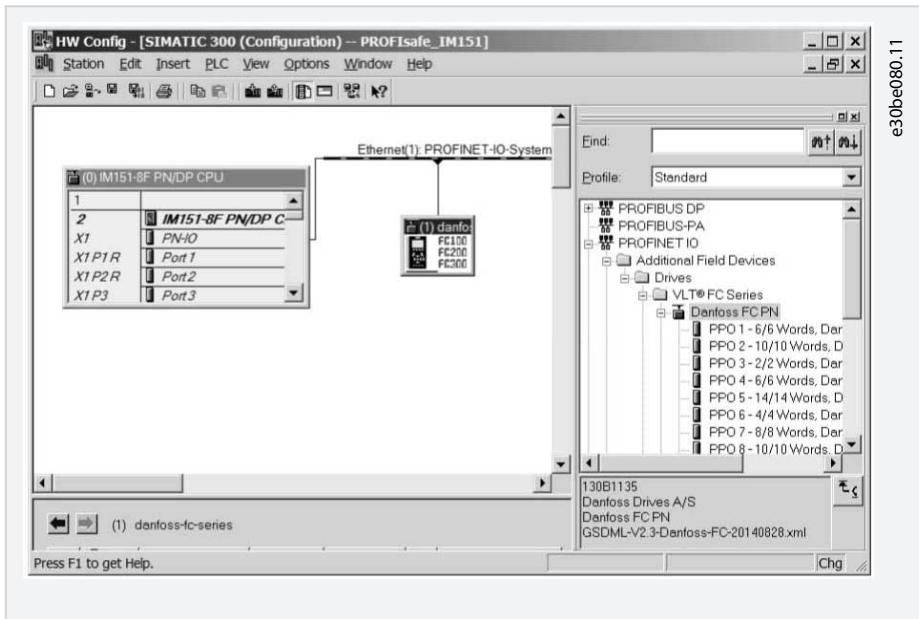 HW Config - [SIMATIC 300 (Configuration) -- PROFIsafe_IM151]
Station Edit Insert PLC View Options Window Help
Ethernet(1): PROFINET-IO-System
(0) IM151-8F PN/DP CPU
1
2 IM151-8F PN/DP C
X1 PN-IO
X1 P1 R Port 1
X1 P2 R Port 2
X1 P3 Port 3
(1) danfo
FC100
FC200
FC300
Find:
Profile: Standard
PROFIBUS DP
PROFIBUS-PA
PROFINET IO
Additional Field Devices
Drives
VLT® FC Series
Danfoss FC PN
PPO 1 - 6/6 Words, Dar
PPO 2 - 10/10 Words, D
PPO 3 - 2/2 Words, Dar
PPO 4 - 6/6 Words, Dar
PPO 5 - 14/14 Words, D
PPO 6 - 4/4 Words, Dar
PPO 7 - 8/8 Words, Dar
PPO 8 - 10/10 Words, D
130B1135
Danfoss Drives A/S
Danfoss FC PN
GSDML-V2.3-Danfoss-FC-20140828.xml
(1) danfoss-fc-series
Press F1 to get Help.
Chg
e30be080.11